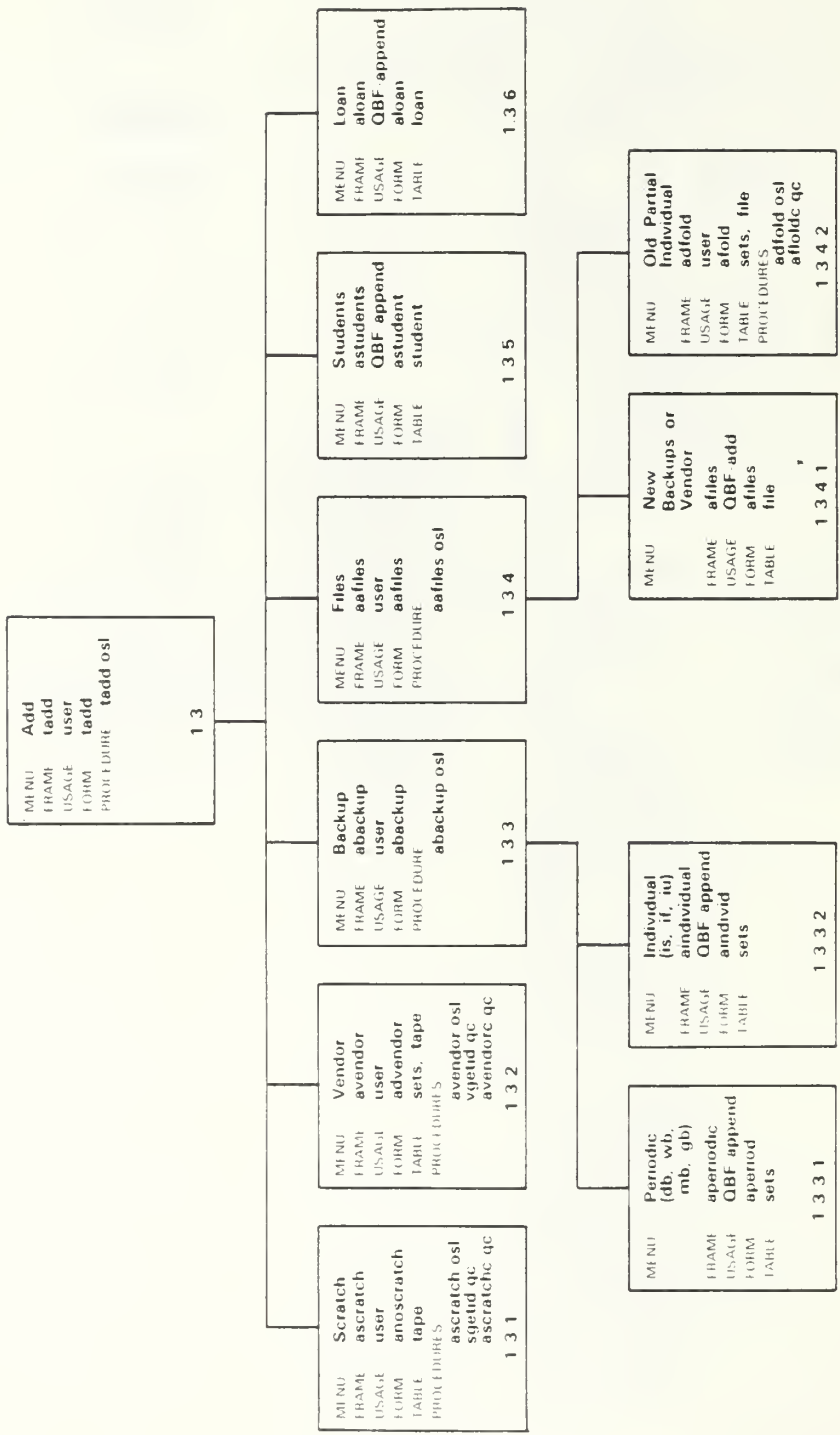 MENU Add
FRAME tadd
USAGE user
FORM tadd
PROCEDURE tadd osl
1 3
MENU Scratch
FRAME ascratch
USAGE user
FORM anoscratch
TABLE tape
PROCEDURES
ascratch osl
sgetid qc
ascratchc qc
1 3 1
MENU Vendor
FRAME avendor
USAGE user
FORM advendor
TABLE sets, tape
PROCEDURES
avendor osl
vgetid qc
avendorc qc
1 3 2
MENU Backup
FRAME abackup
USAGE user
FORM abackup
PROCEDURE
abackup osl
1 3 3
MENU Files
FRAME aafiles
USAGE user
FORM aafiles
PROCEDURE
aafiles osl
1 3 4
MENU Students
FRAME astudents
USAGE QBF append
FORM astudent
TABLE student
1 3 5
MENU Loan
FRAME aloan
USAGE QBF append
FORM aloan
TABLE loan
1.3 6
MENU Periodic
(db, wb,
mb, gb)
FRAME aperiodic
USAGE QBF append
FORM aperiod
TABLE sets
1 3 3 1
MENU Individual
(is, if, iu)
FRAME aindividual
USAGE QBF append
FORM aindivid
TABLE sets
1 3 3 2
MENU New
Backups or
Vendor
FRAME afiles
USAGE QBF add
FORM afiles
TABLE file
1 3 4 1
MENU Old Partial
Individual
FRAME adfold
USAGE user
FORM afold
TABLE sets, file
PROCEDURES
adfold osl
afloldc qc
1 3 4 2